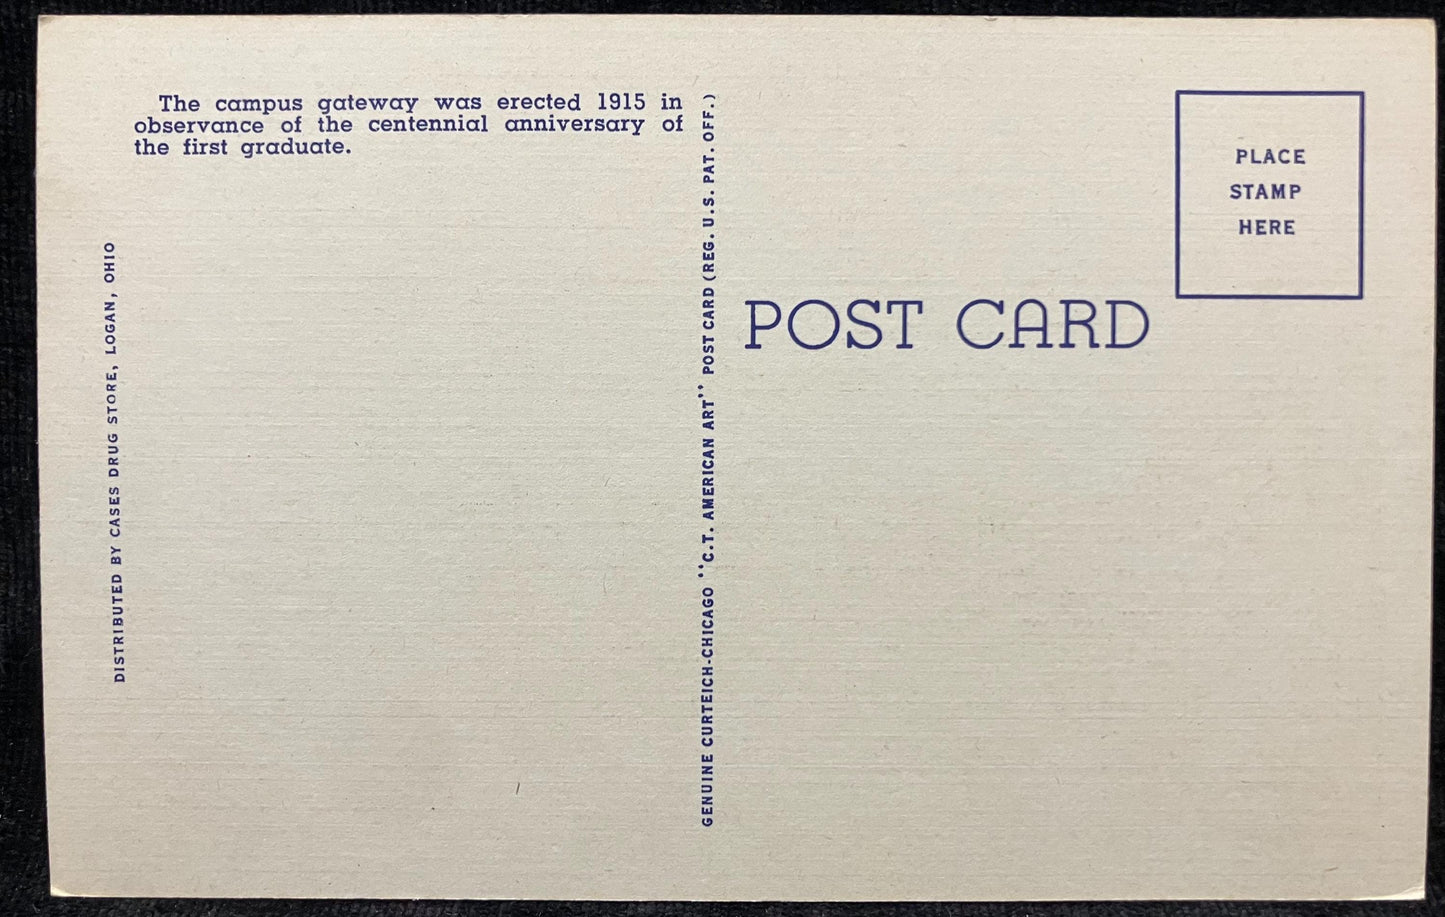 The campus gateway was erected 1915 in
observance of the centennial anniversary of
the first graduate.
DISTRIBUTED BY CASES DRUG STORE, LOGAN, OHIO
GENUINE CURTEICH-CHICAGO "C.T. AMERICAN ART" POST CARD (REG. U.S. PAT. OFF.)
POST CARD
PLACE
STAMP
HERE